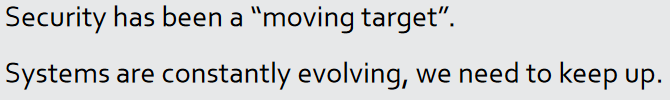 Security has been a “moving target”.
Systems are constantly evolving, we need to keep up.